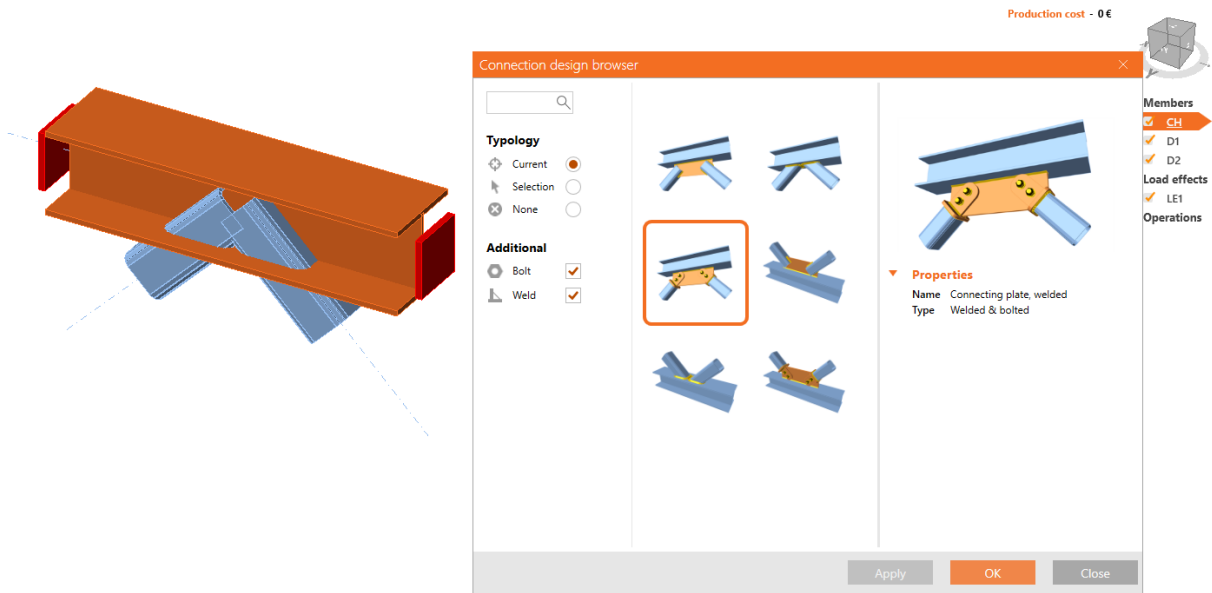 Production cost - 0 €
Connection design browser
Typology
Current
Selection
None
Additional
Bolt
Weld
Properties
Name Connecting plate, welded
Type Welded & bolted
Apply
OK
Close
Members
CH
D1
D2
Load effects
LE1
Operations